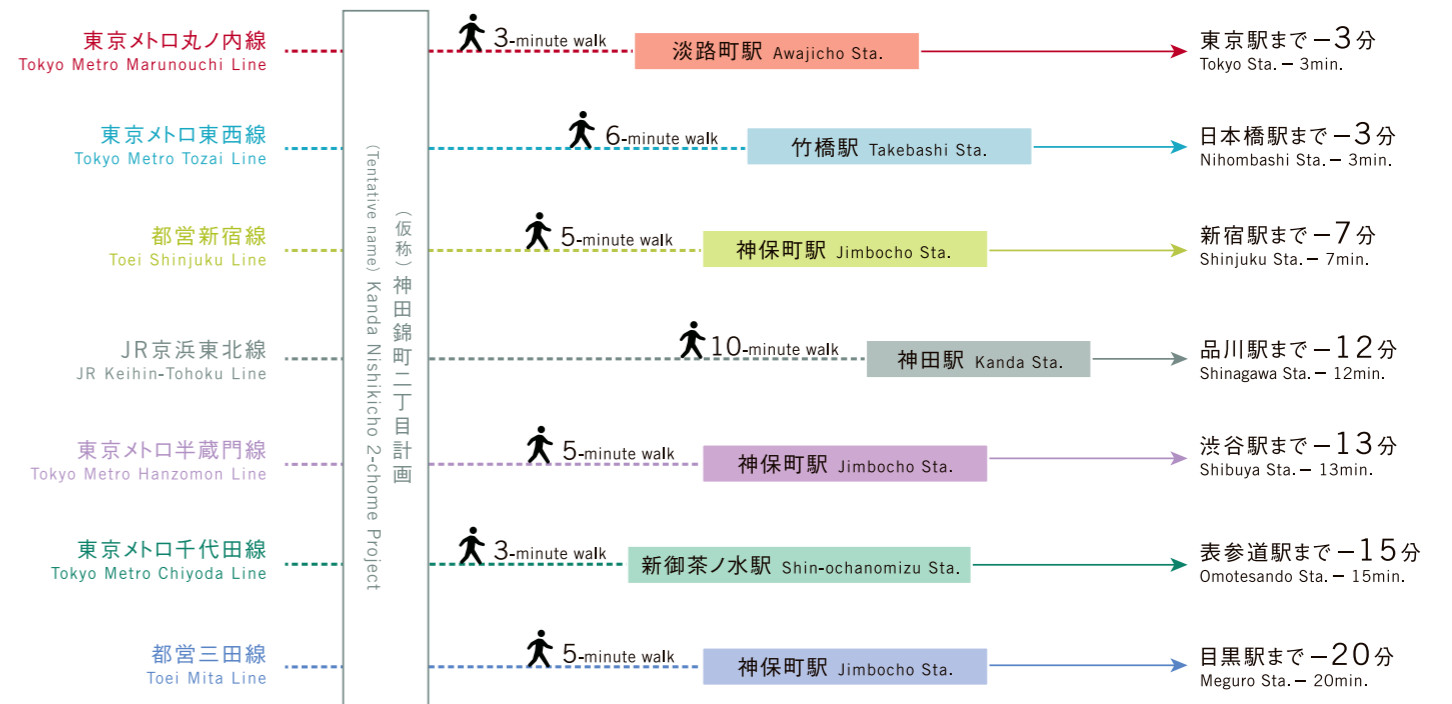 東京メトロ丸ノ内線
Tokyo Metro Marunouchi Line
3-minute walk
淡路町駅 Awajicho Sta.
東京駅まで－3分
Tokyo Sta.－3min.
東京メトロ東西線
Tokyo Metro Tozai Line
6-minute walk
竹橋駅 Takebashi Sta.
日本橋駅まで－3分
Nihombashi Sta.－3min.
都営新宿線
Toei Shinjuku Line
5-minute walk
神保町駅 Jimbocho Sta.
新宿駅まで－7分
Shinjuku Sta.－7min.
JR京浜東北線
JR Keihin-Tohoku Line
10-minute walk
神田駅 Kanda Sta.
品川駅まで－12分
Shinagawa Sta.－12min.
東京メトロ半蔵門線
Tokyo Metro Hanzomon Line
5-minute walk
神保町駅 Jimbocho Sta.
渋谷駅まで－13分
Shibuya Sta.－13min.
東京メトロ千代田線
Tokyo Metro Chiyoda Line
3-minute walk
新御茶ノ水駅 Shin-ochanomizu Sta.
表参道駅まで－15分
Omotesando Sta.－15min.
都営三田線
Toei Mita Line
5-minute walk
神保町駅 Jimbocho Sta.
目黒駅まで－20分
Meguro Sta.－20min.
（仮称）神田錦町二丁目計画
(Tentative name) Kanda Nishikicho 2-chome Project